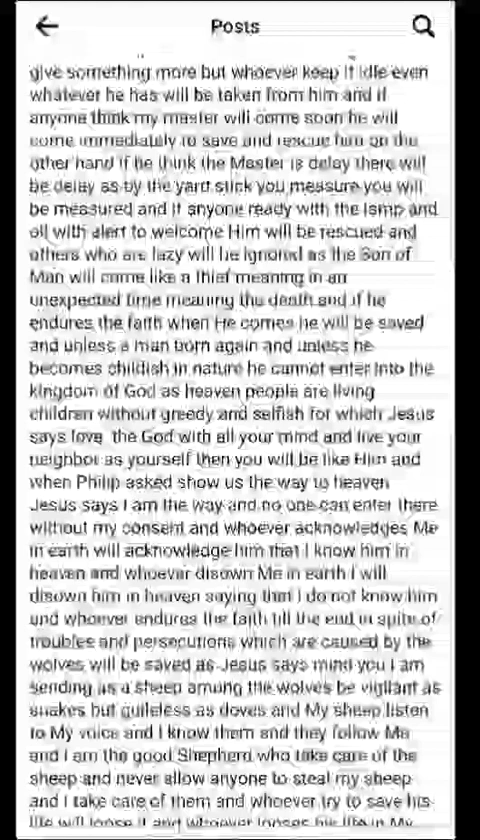 Posts
give something more but whoever keep it idle even
whatever he has will be taken from him and if
anyone think my master will come soon he will
come immediately to save and rescue him on the
other hand if he think the Master is delay there will
be delay as by the yard stick you measure you will
be measured and if anyone ready with the lamp and
oil with alert to welcome Him will be rescued and
others who are lazy will be ignored as the Son of
Man will come like a thief meaning in an
unexpected time meaning the death and if he
endures the faith when He comes he will be saved
and unless a man born again and unless he
becomes childish in nature he cannot enter into the
kingdom of God as heaven people are living
children without greedy and selfish for which Jesus
says love the God with all your mind and live your
neighbor as yourself then you will be like Him and
when Philip asked show us the way to heaven
Jesus says I am the way and no one can enter there
without my consent and whoever acknowledges Me
in earth will acknowledge him that I know him in
heaven and whoever disown Me in earth I will
disown him in heaven saying that I do not know him
and whoever endures the faith till the end in spite of
troubles and persecutions which are caused by the
wolves will be saved as Jesus says mind you I am
sending as a sheep among the wolves be vigilant as
snakes but guileless as doves and My sheep listen
to My voice and I know them and they follow Me
and I am the good Shepherd who take care of the
sheep and never allow anyone to steal my sheep
and I take care of them and whoever try to save his
life will loose it and whoever looses his life in My